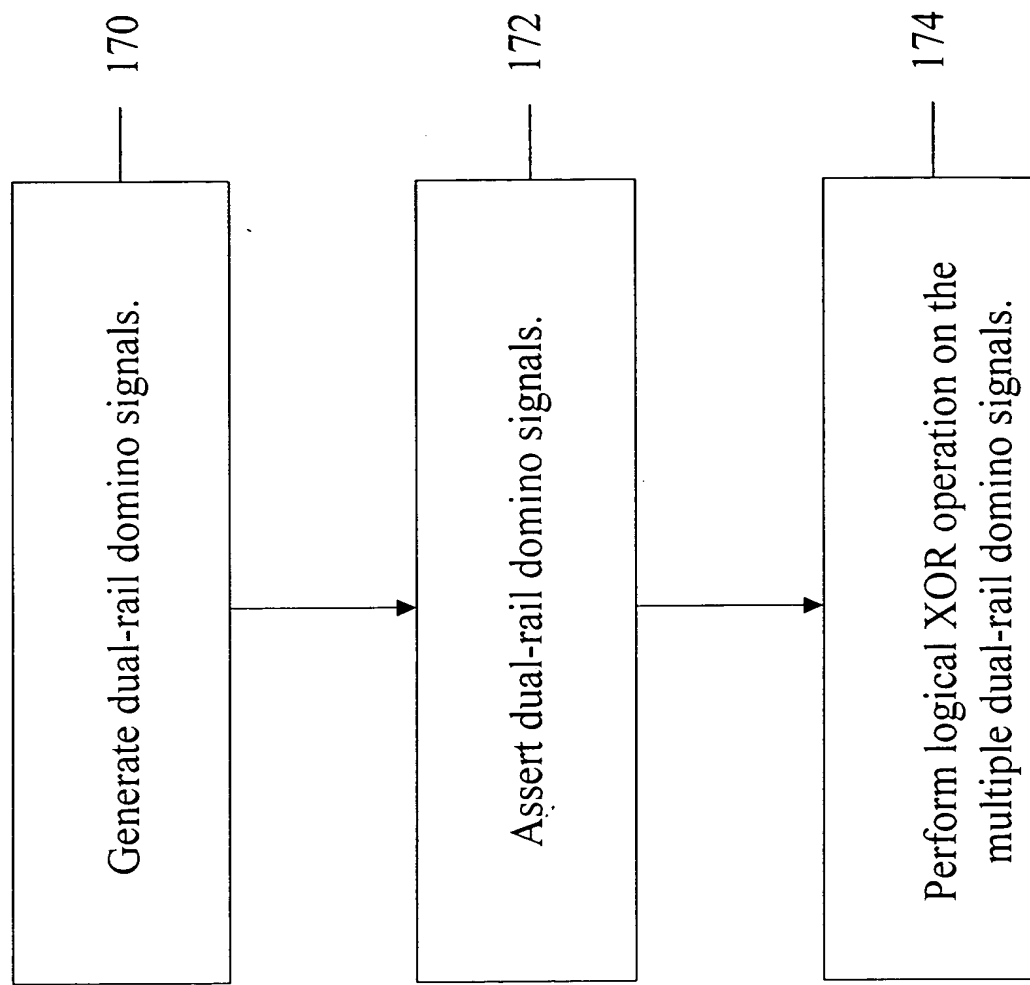 Generate dual-rail domino signals.
170
Assert dual-rail domino signals.
172
Perform logical XOR operation on the
multiple dual-rail domino signals.
174